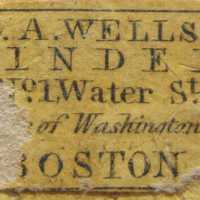 . A. WELLS
INDE
No. 1, Water St
e of Washington
BOSTON